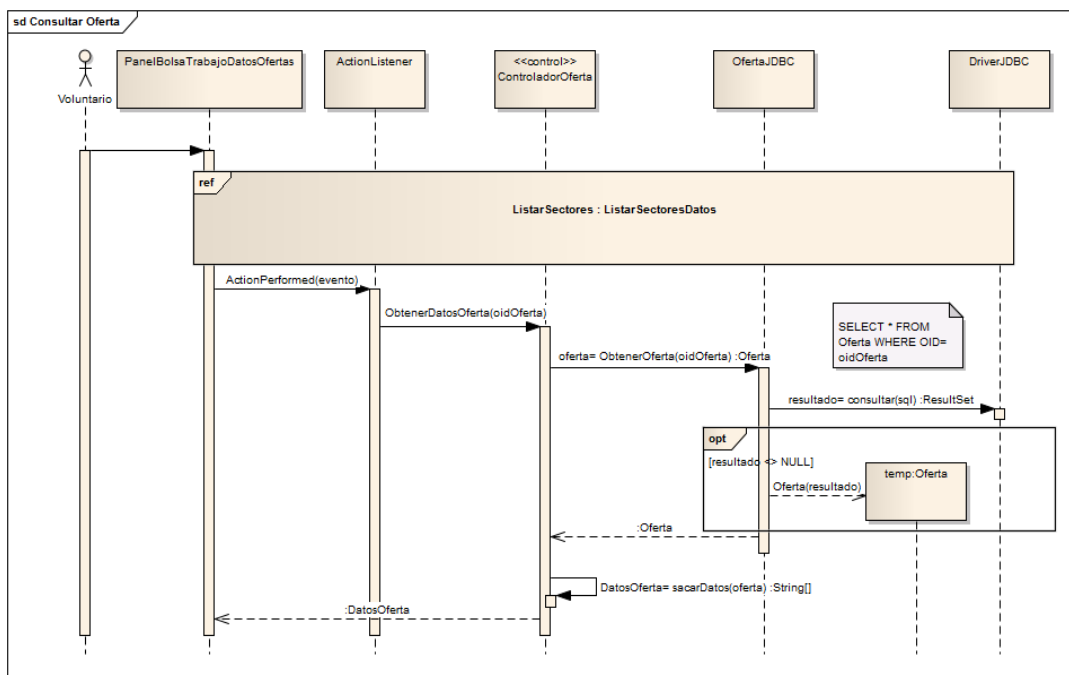 sd Consultar Oferta
Voluntario
PanelBolsaTrabajoDatosOfertas
ActionListener
<<control>>
ControladorOferta
OfertaJDBC
DriverJDBC
ref
ListarSectores : ListarSectoresDatos
ActionPerformed(evento)
ObtenerDatosOferta(oidOferta)
SELECT * FROM
Oferta WHERE OID=
oidOferta
oferta= ObtenerOferta(oidOferta) :Oferta
resultado= consultar(sql) :ResultSet
opt
[resultado <> NULL]
temp:Oferta
Oferta(resultado)
:Oferta
DatosOferta= sacarDatos(oferta) :String[]
:DatosOferta